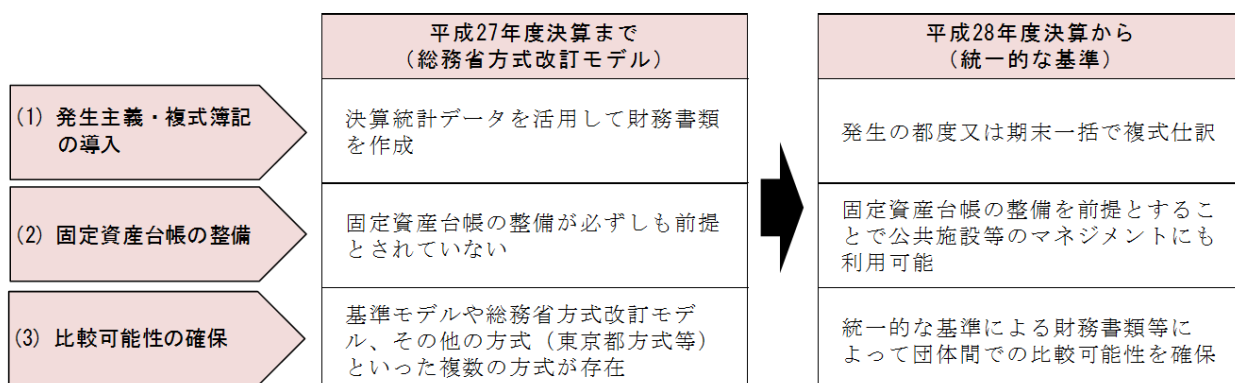 平成27年度決算まで
（総務省方式改訂モデル）
平成28年度決算から
（統一的な基準）
(1) 発生主義・複式簿記
の導入
決算統計データを活用して財務書類
を作成
発生の都度又は期末一括で複式仕訳
(2) 固定資産台帳の整備
固定資産台帳の整備が必ずしも前提
とされていない
固定資産台帳の整備を前提とするこ
とで公共施設等のマネジメントにも
利用可能
(3) 比較可能性の確保
基準モデルや総務省方式改訂モデ
ル、その他の方式（東京都方式等）
といった複数の方式が存在
統一的な基準による財務書類等に
よって団体間での比較可能性を確保